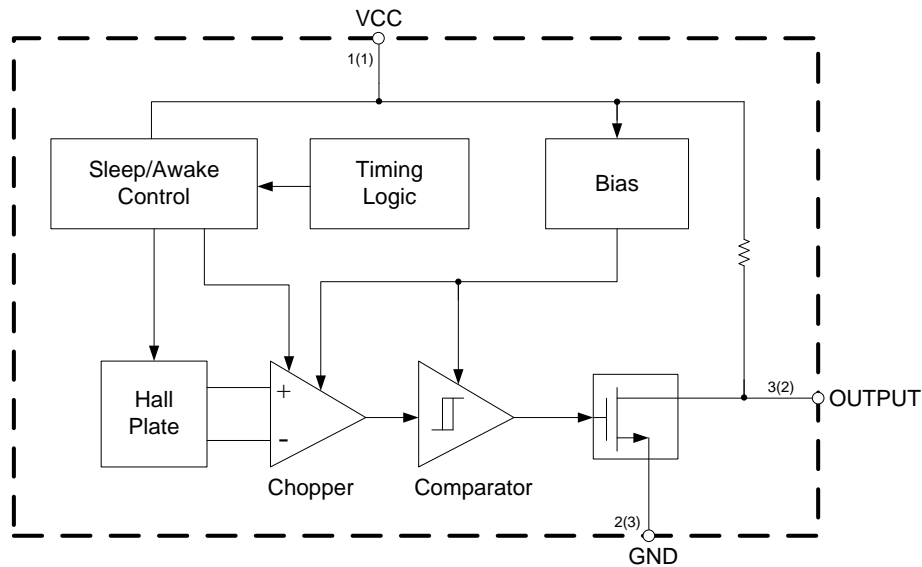 VCC
1(1)
Sleep/Awake
Control
Timing
Logic
Bias
Hall
Plate
+
-
Chopper
Comparator
3(2)
OUTPUT
2(3)
GND